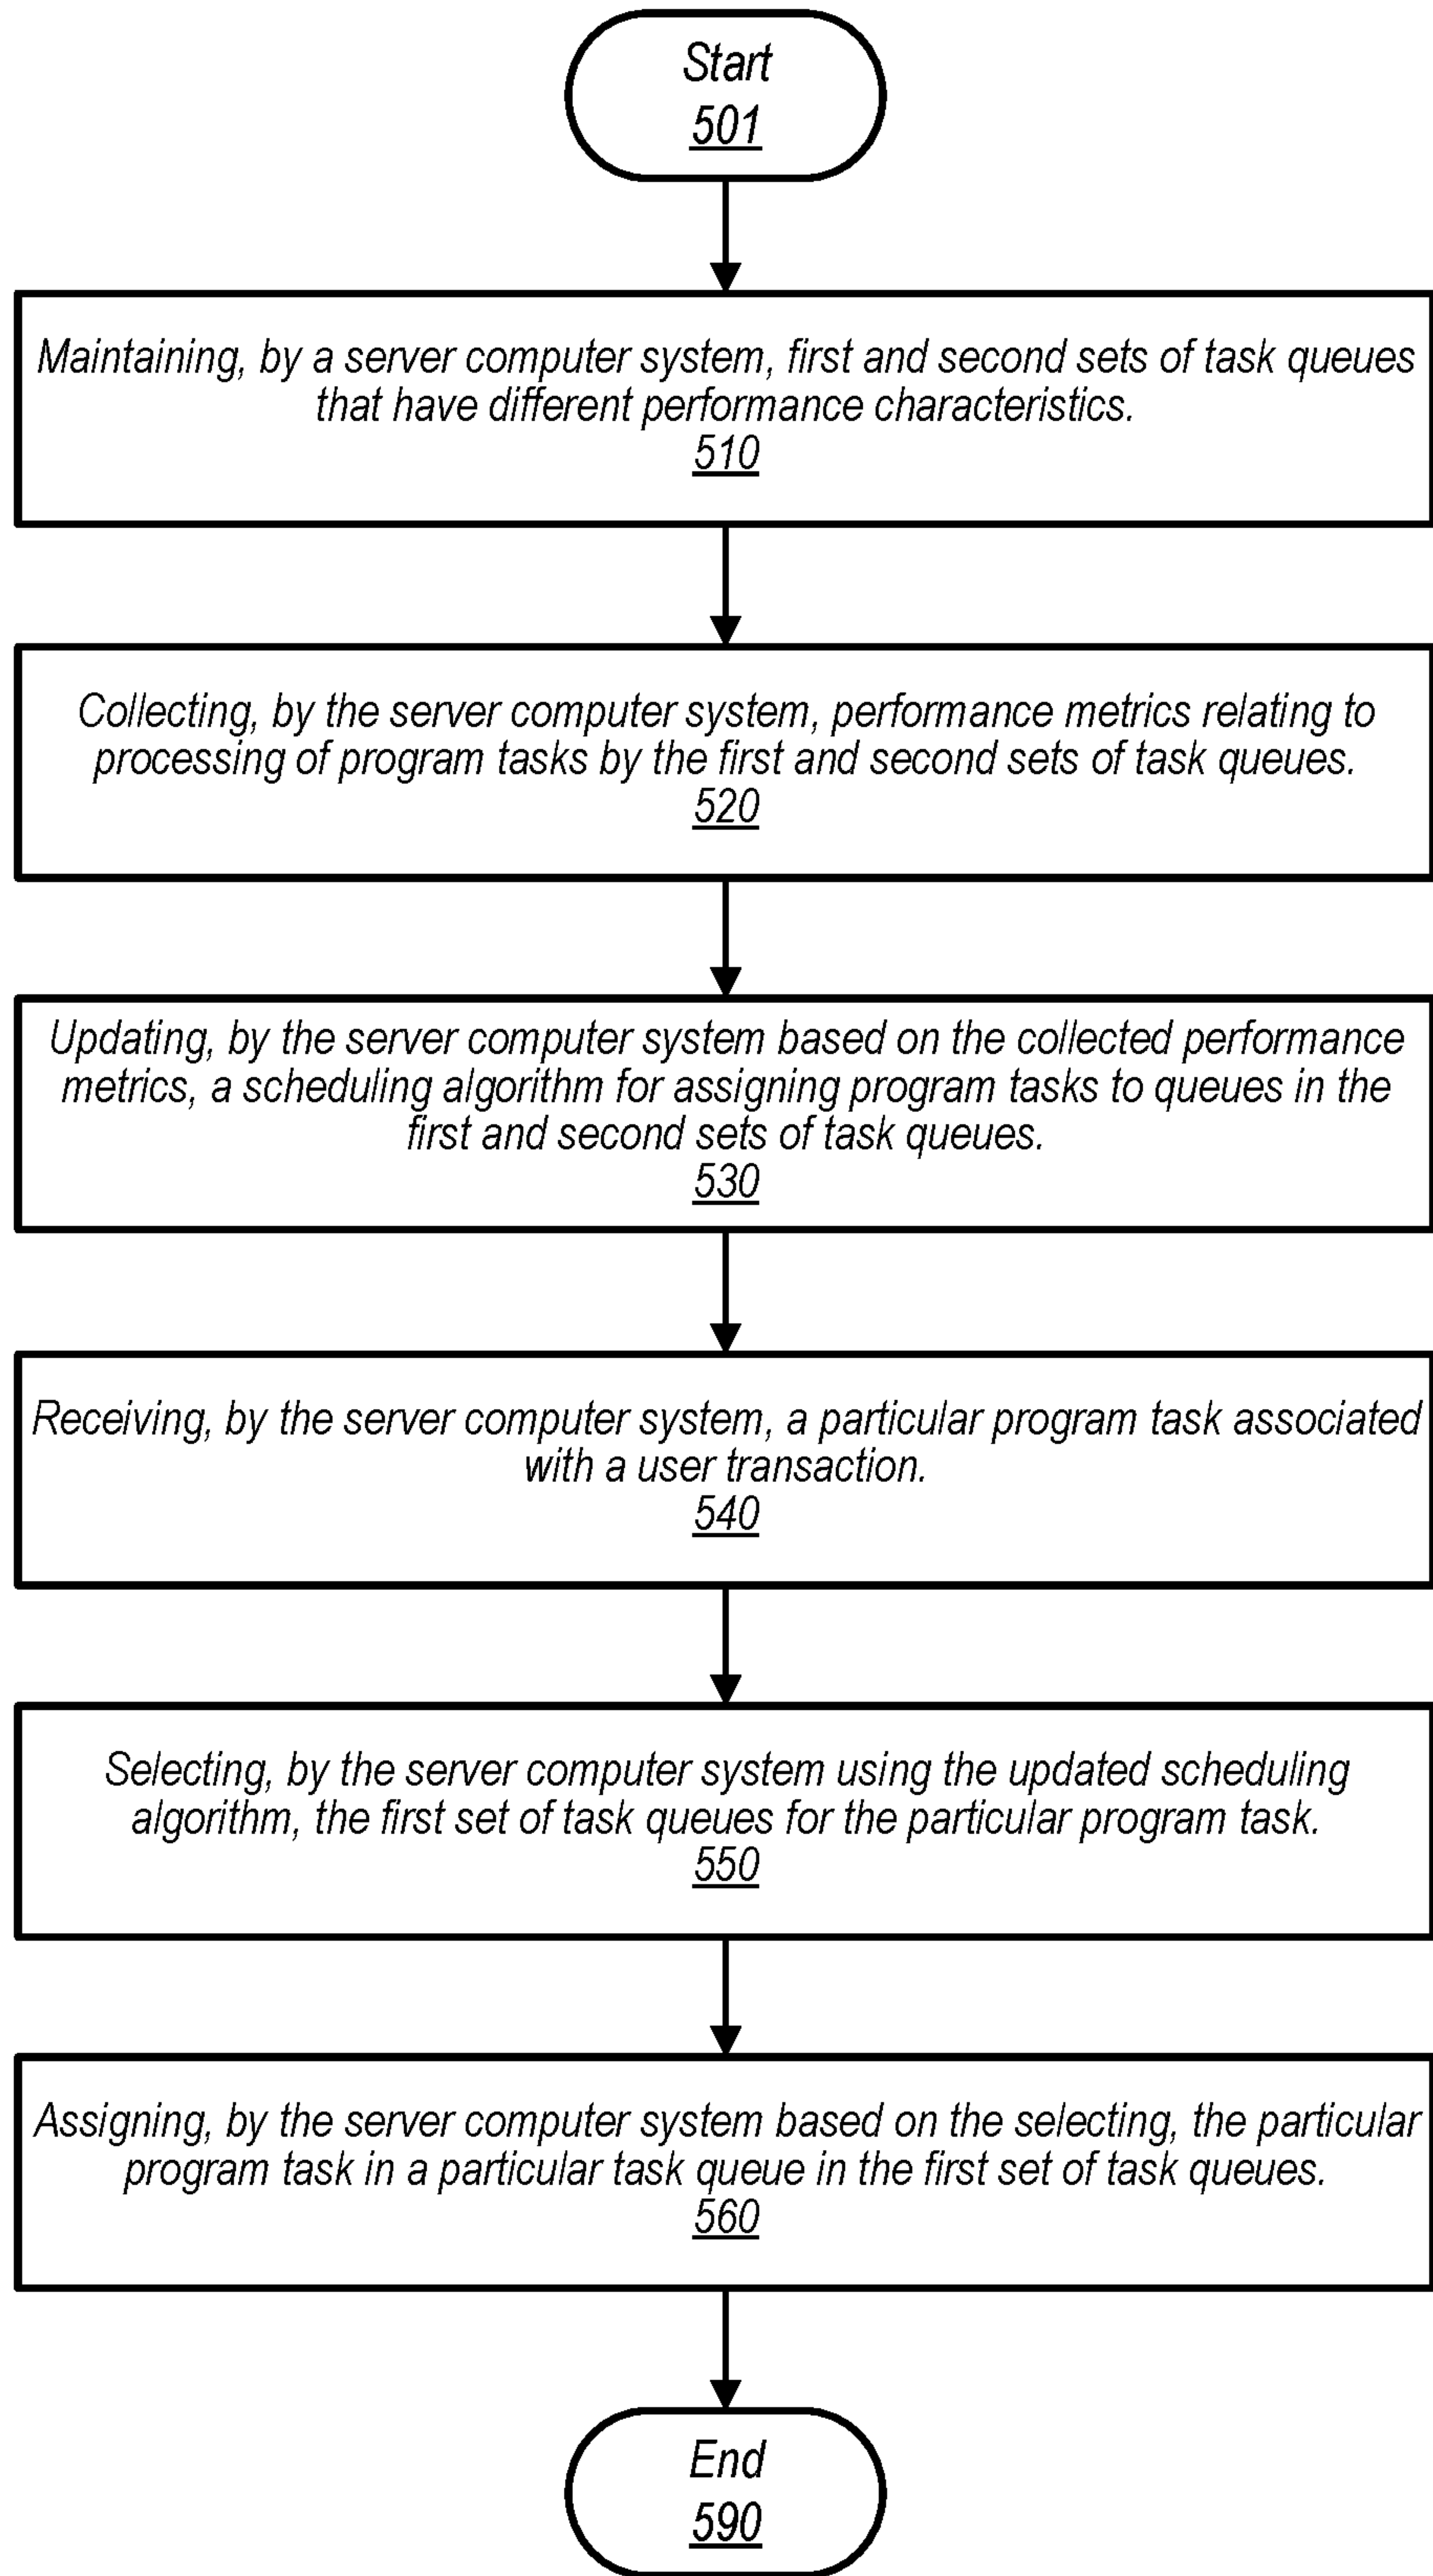 Start
501
Maintaining, by a server computer system, first and second sets of task queues
that have different performance characteristics.
510
Collecting, by the server computer system, performance metrics relating to
processing of program tasks by the first and second sets of task queues.
520
Updating, by the server computer system based on the collected performance
metrics, a scheduling algorithm for assigning program tasks to queues in the
first and second sets of task queues.
530
Receiving, by the server computer system, a particular program task associated
with a user transaction.
540
Selecting, by the server computer system using the updated scheduling
algorithm, the first set of task queues for the particular program task.
550
Assigning, by the server computer system based on the selecting, the particular
program task in a particular task queue in the first set of task queues.
560
End
590